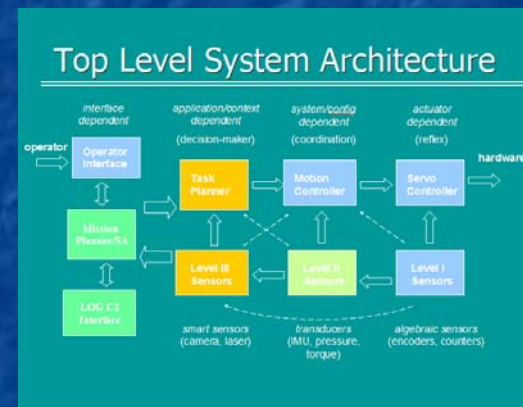 Top Level System Architecture
interface
dependent
application/context
dependent
(decision-maker)
system/config
dependent
(coordination)
actuator
dependent
(reflex)
operator
hardware
Operator
Interface
Task
Planner
Motion
Controller
Servo
Controller
Mission
Planner/SA
Level III
Sensors
Level II
Sensors
Level I
Sensors
LOG C2
Interface
smart sensors
(camera, laser)
transducers
(IMU, pressure,
torque)
algebraic sensors
(encoders, counters)